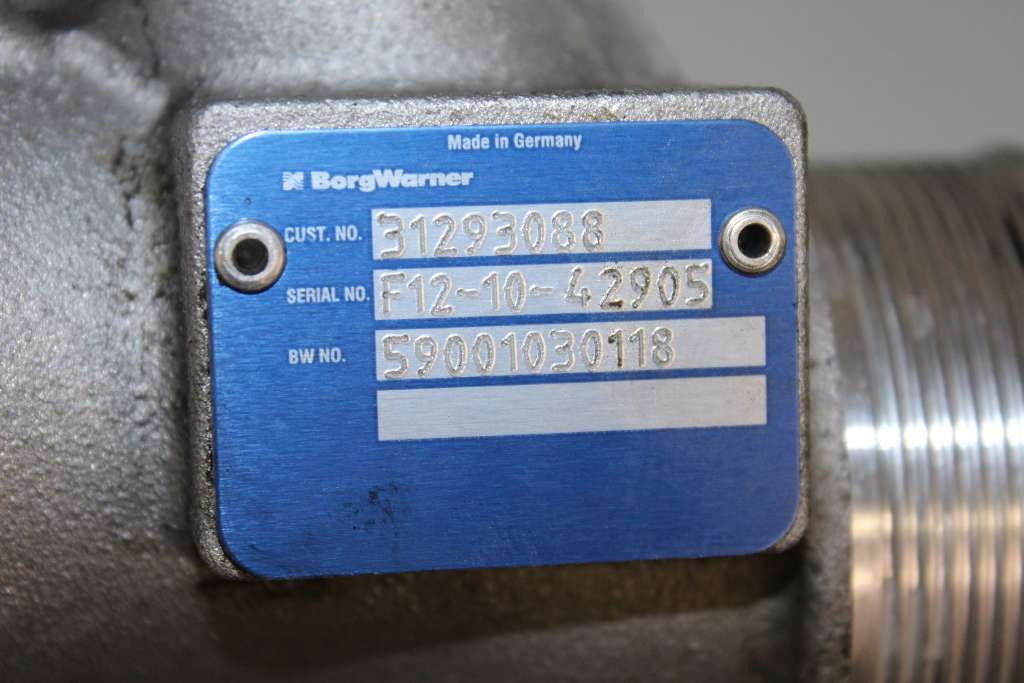 Made in Germany
BorgWarner
CUST. NO. 31293088
SERIAL NO. F12-10-42905
BW NO. 59001030118